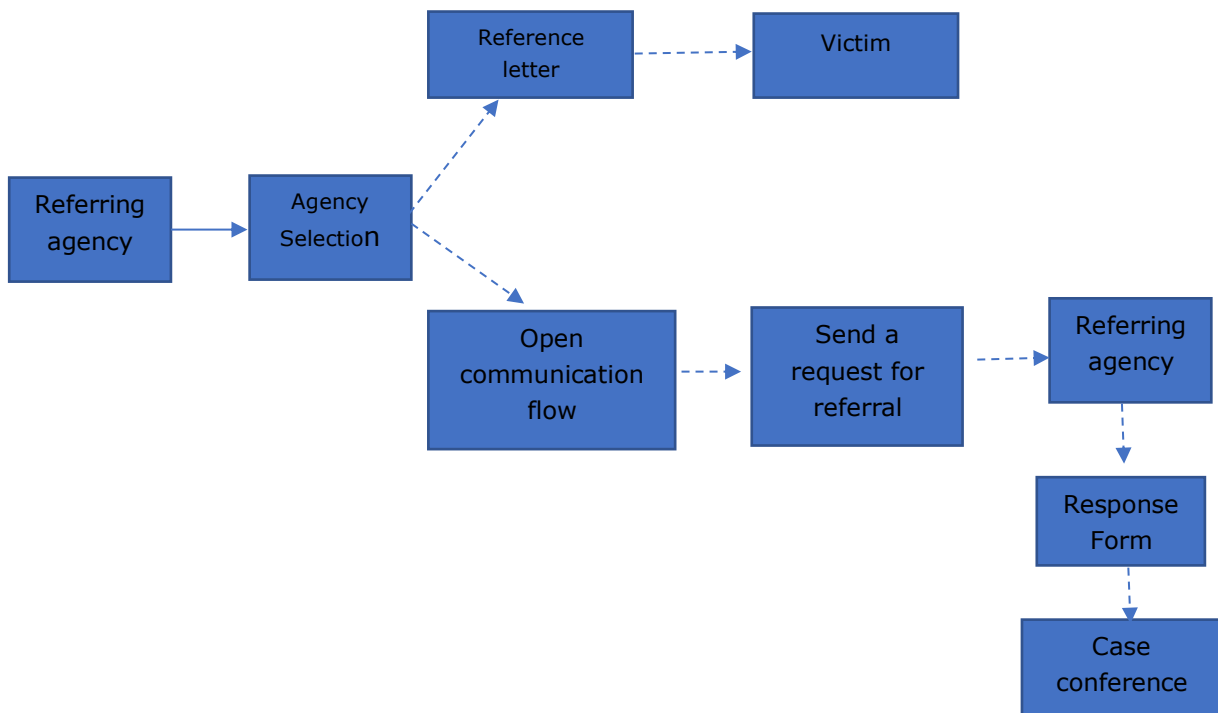 Reference
letter
Victim
Referring
agency
Agency
Selection
Open
communication
flow
Send a
request for
referral
Referring
agency
Response
Form
Case
conference